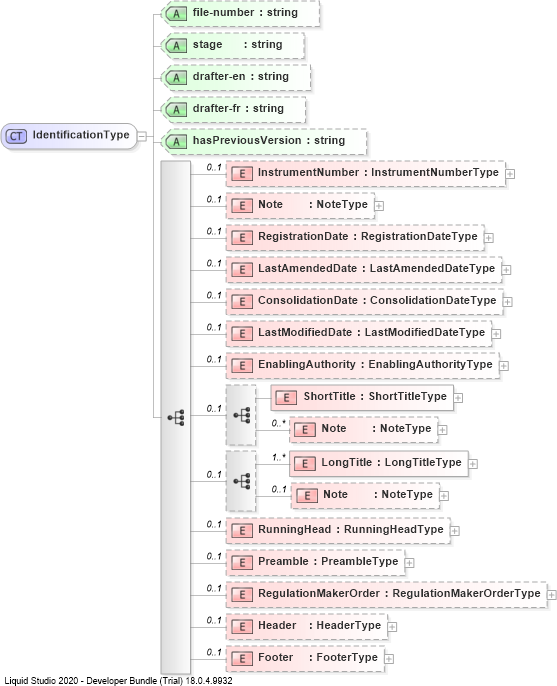 A file-number : string
A stage : string
A drafter-en : string
A drafter-fr : string
CT IdentificationType
A hasPreviousVersion : string
0..1 E InstrumentNumber : InstrumentNumberType
0..1 E Note : NoteType
0..1 E RegistrationDate : RegistrationDateType
0..1 E LastAmendedDate : LastAmendedDateType
0..1 E ConsolidationDate : ConsolidationDateType
0..1 E LastModifiedDate : LastModifiedDateType
0..1 E EnablingAuthority : EnablingAuthorityType
E ShortTitle : ShortTitleType
0..1
0..* E Note : NoteType
1..* E LongTitle : LongTitleType
0..1
0..1 E Note : NoteType
0..1 E RunningHead : RunningHeadType
0..1 E Preamble : PreambleType
0..1 E RegulationMakerOrder : RegulationMakerOrderType
0..1 E Header : HeaderType
0..1 E Footer : FooterType
Liquid Studio 2020 - Developer Bundle (Trial) 18.0.4.9932